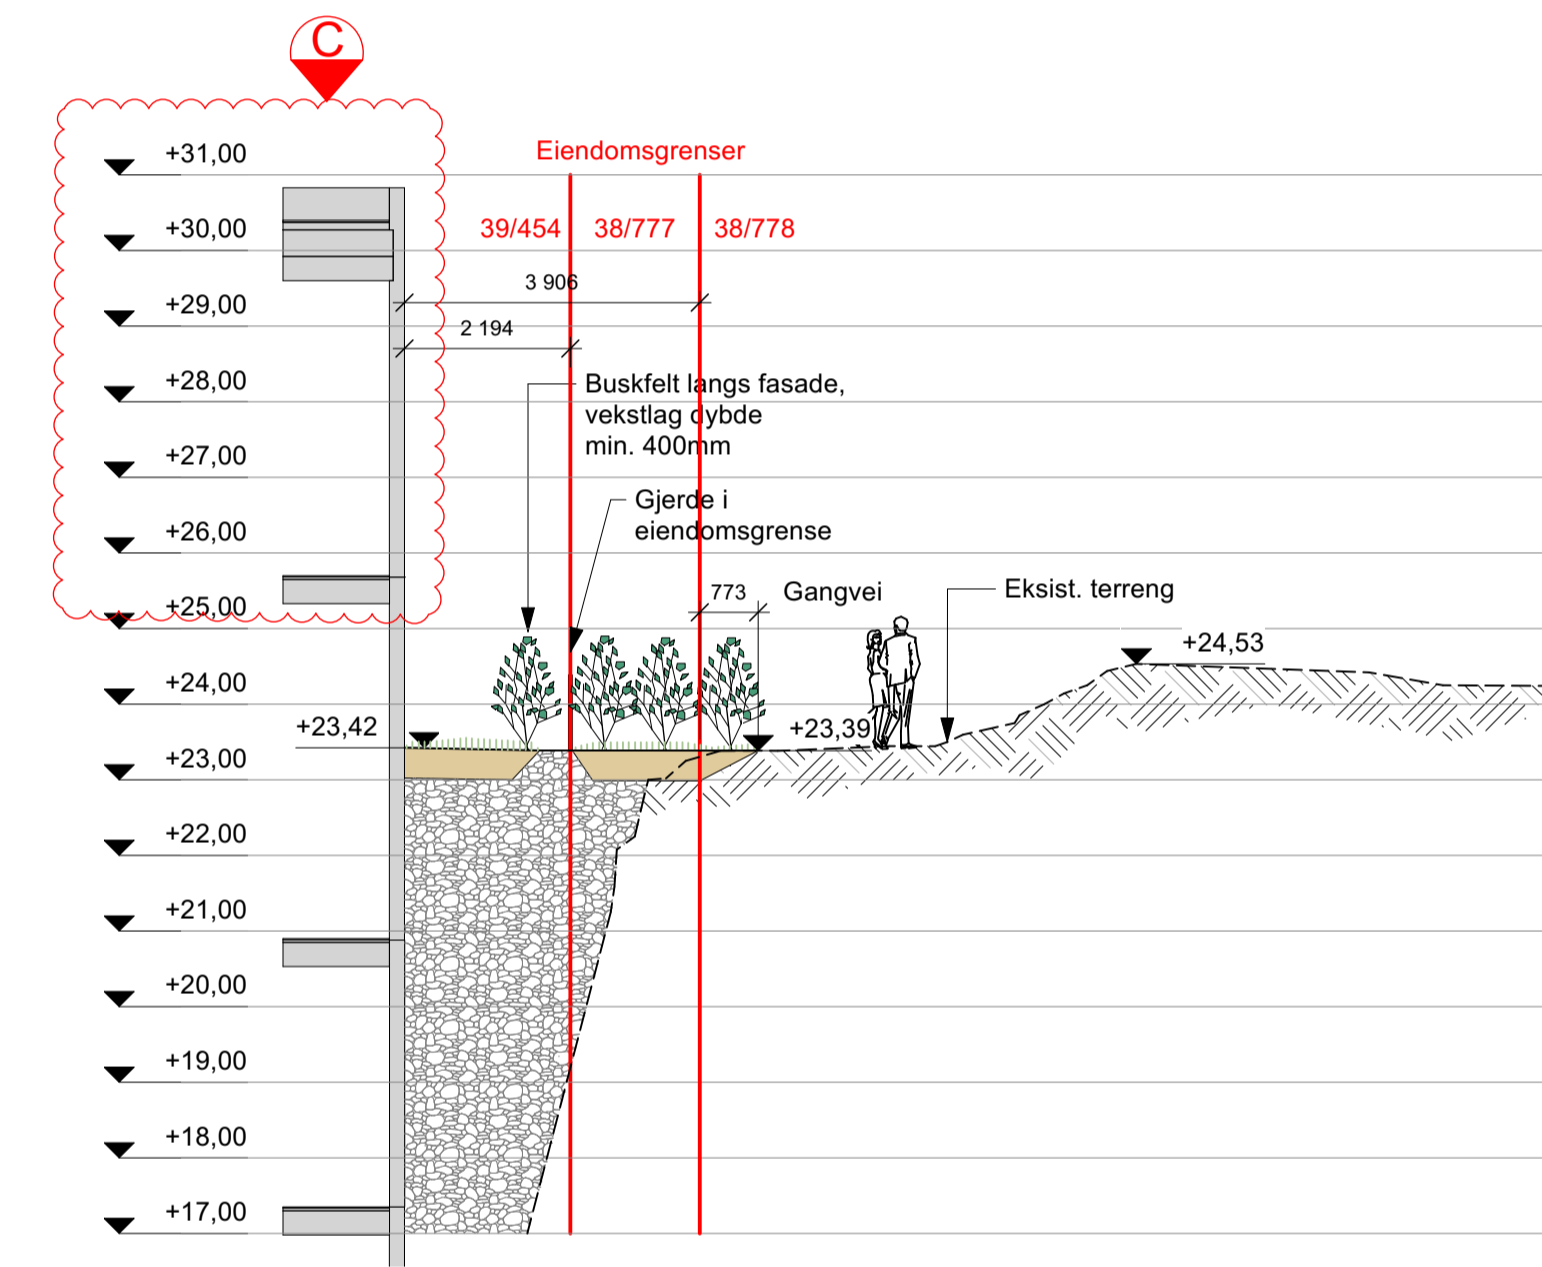 C
+31,00
Eiendomsgrenser
+30,00
39/454
38/777
38/778
3 906
+29,00
2 194
+28,00
Buskfelt langs fasade,
vekstlag dybde
min. 400mm
+27,00
Gjerde i
eiendomsgrense
+26,00
773
Gangvei
Eksist. terreng
+25,00
+24,53
+24,00
+23,42
+23,39
+23,00
+22,00
+21,00
+20,00
+19,00
+18,00
+17,00